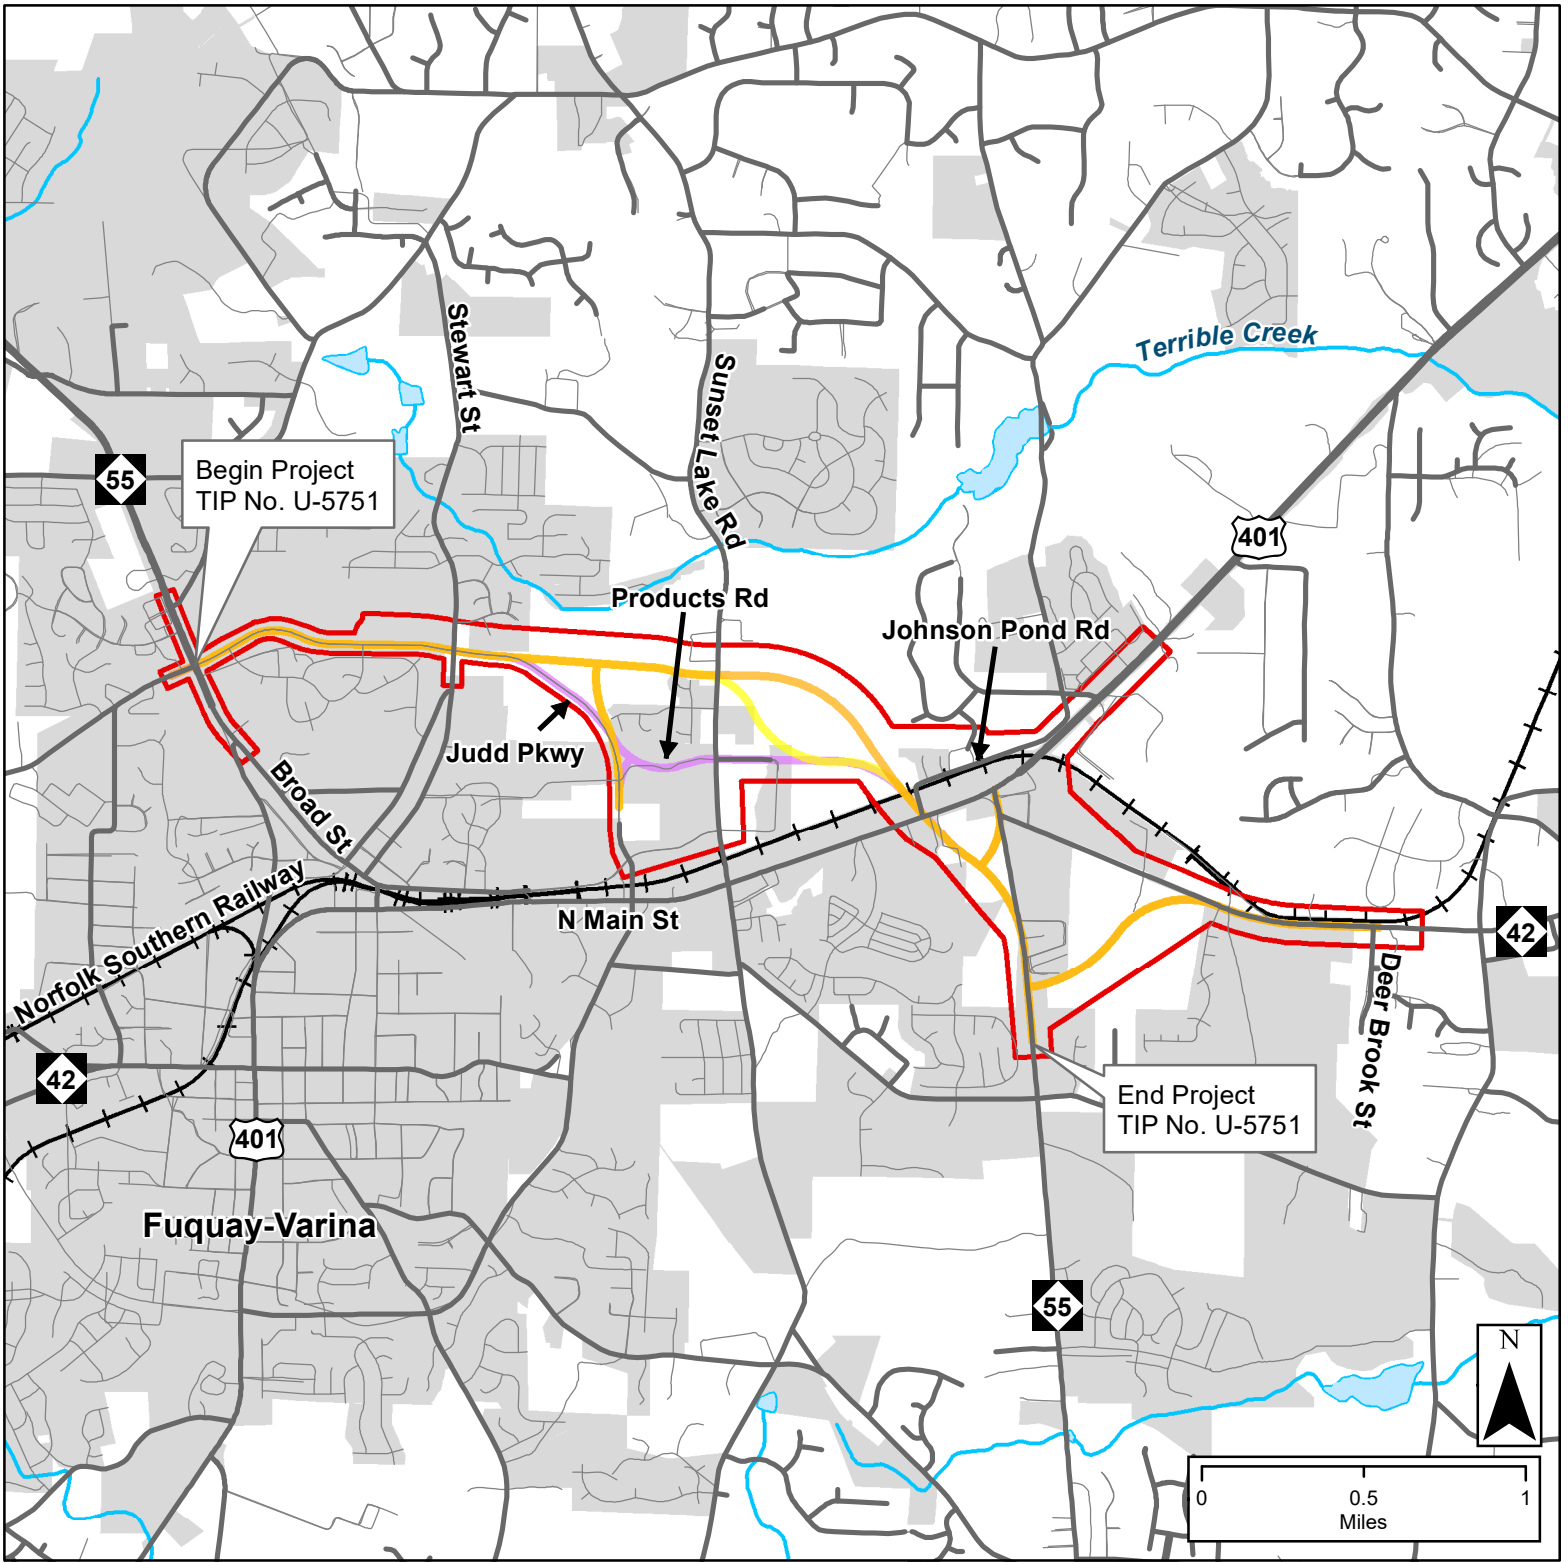 Terrible Creek
Stewart St
Sunset Lake Rd
55
Begin Project
TIP No. U-5751
401
Products Rd
Johnson Pond Rd
Judd Pkwy
Broad St
N Main St
Norfolk Southern Railway
42
Deer Brook St
42
End Project
TIP No. U-5751
401
Fuquay-Varina
55
N
0
0.5
1
Miles